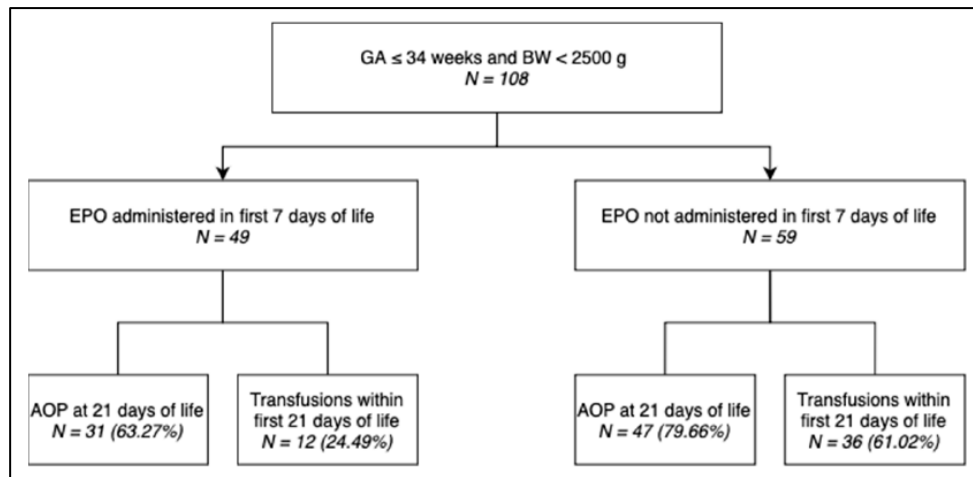 GA ≤ 34 weeks and BW < 2500 g
N = 108
EPO administered in first 7 days of life
N = 49
EPO not administered in first 7 days of life
N = 59
AOP at 21 days of life
N = 31 (63.27%)
Transfusions within
first 21 days of life
N = 12 (24.49%)
AOP at 21 days of life
N = 47 (79.66%)
Transfusions within
first 21 days of life
N = 36 (61.02%)